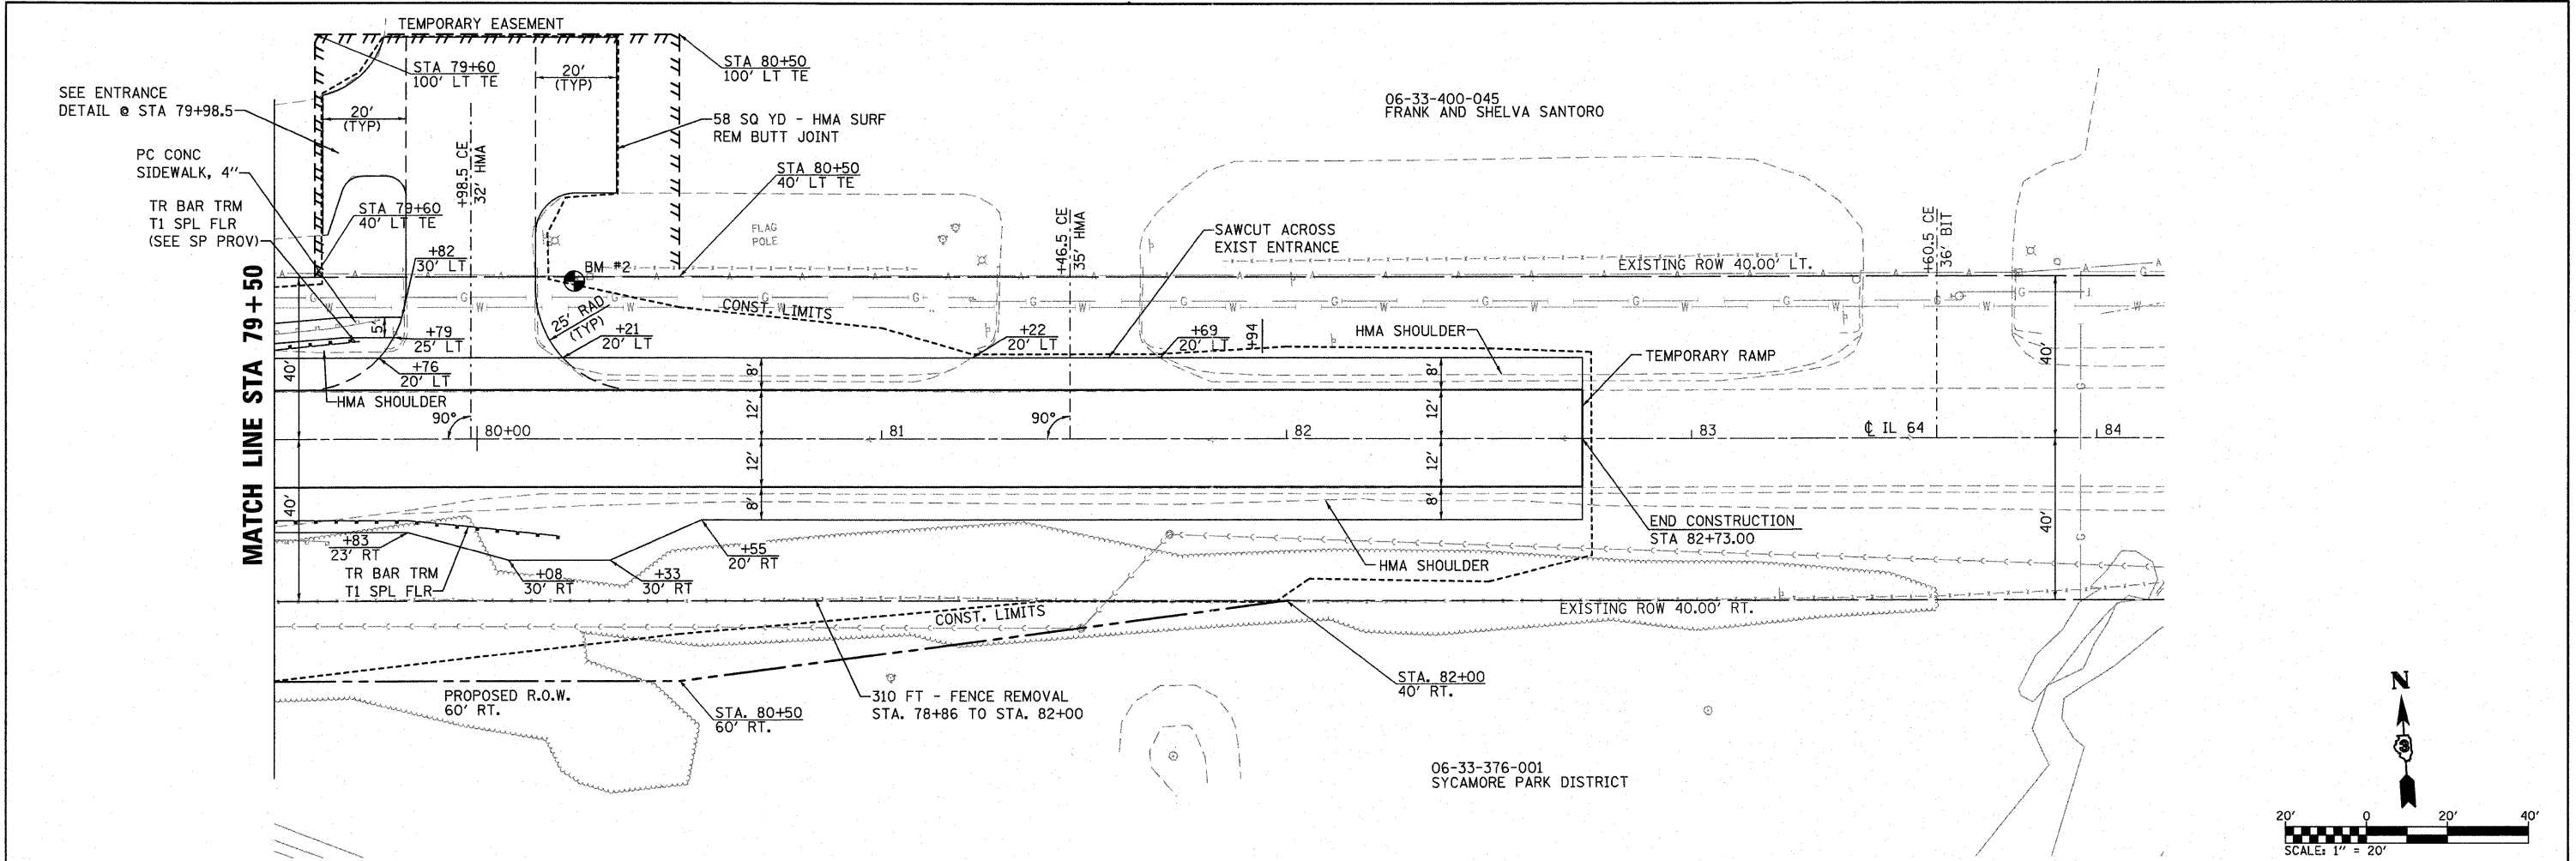 TEMPORARY EASEMENT
STA 79+60
100' LT TE
20'
(TYP)
STA 80+50
100' LT TE
SEE ENTRANCE
DETAIL @ STA 79+98.5
20'
(TYP)
58 SQ YD - HMA SURF
REM BUTT JOINT
06-33-400-045
FRANK AND SHELVA SANTORO
PC CONC
SIDEWALK, 4"
+98.5 CE
32' HMA
STA 80+50
40' LT TE
TR BAR TRM
T1 SPL FLR
(SEE SP PROV)
STA 79+60
40' LT TE
FLAG
POLE
+46.5 CE
35' HMA
SAWCUT ACROSS
EXIST ENTRANCE
+60.5 CE
36' BIT
+82
30' LT
BM #2
EXISTING ROW 40.00' LT.
A A A A A A A A A G
G G G G G G G G G G
W W W W W W W W W
MATCH LINE STA 79+50
CONST. LIMITS
5'
25' RAD
(TYP)
+79
25' LT
+21
20' LT
+22
20' LT
+69
20' LT
+94
HMA SHOULDER
TEMPORARY RAMP
40'
+76
20' LT
8'
8'
40'
G
HMA SHOULDER
90°
12'
90°
12'
80+00
81
82
83
℄ IL 64
84
12'
12'
40'
8'
8'
40'
G
END CONSTRUCTION
STA 82+73.00
+83
23' RT
+55
20' RT
HMA SHOULDER
TR BAR TRM
T1 SPL FLR
+08
30' RT
+33
30' RT
CONST. LIMITS
EXISTING ROW 40.00' RT.
PROPOSED R.O.W.
60' RT.
STA. 80+50
60' RT.
310 FT - FENCE REMOVAL
STA. 78+86 TO STA. 82+00
STA. 82+00
40' RT.
06-33-376-001
SYCAMORE PARK DISTRICT
N
3
20' 0 20' 40'
SCALE: 1" = 20'